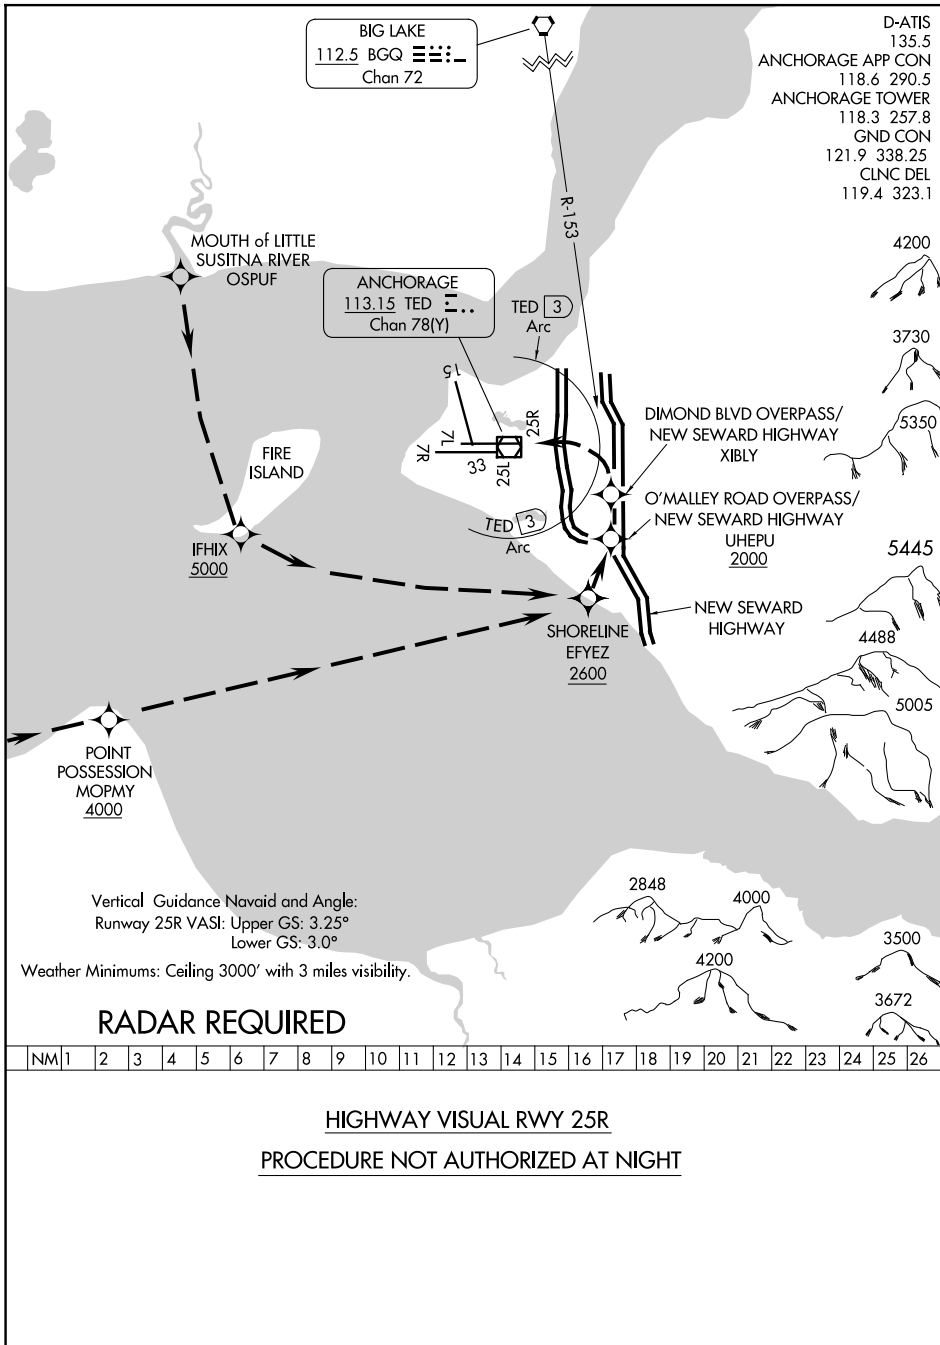 BIG LAKE
112.5 BGQ
Chan 72
D-ATIS
135.5
ANCHORAGE APP CON
118.6 290.5
ANCHORAGE TOWER
118.3 257.8
GND CON
121.9 338.25
CLNC DEL
119.4 323.1
R-153
MOUTH of LITTLE
SUSITNA RIVER
OSPUF
ANCHORAGE
113.15 TED
Chan 78(Y)
TED 3
Arc
4200
3730
5350
15
7L
7R
33
25R
25L
FIRE
ISLAND
DIMOND BLVD OVERPASS/
NEW SEWARD HIGHWAY
XIBLY
O'MALLEY ROAD OVERPASS/
NEW SEWARD HIGHWAY
UHEPU
2000
TED 3
Arc
IFHIX
5000
5445
NEW SEWARD
HIGHWAY
SHORELINE
EFYEZ
2600
4488
5005
POINT
POSSESSION
MOPMY
4000
Vertical Guidance Navaid and Angle:
Runway 25R VASI: Upper GS: 3.25°
Lower GS: 3.0°
Weather Minimums: Ceiling 3000' with 3 miles visibility.
2848
4000
4200
3500
3672
RADAR REQUIRED
NM 1 2 3 4 5 6 7 8 9 10 11 12 13 14 15 16 17 18 19 20 21 22 23 24 25 26
HIGHWAY VISUAL RWY 25R
PROCEDURE NOT AUTHORIZED AT NIGHT